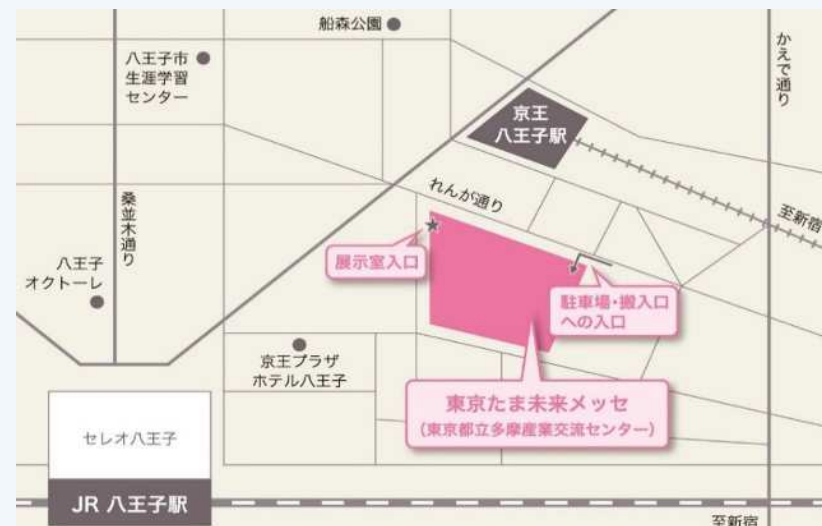 船森公園
八王子市
生涯学習
センター
かえで通り
京王
八王子駅
れんが通り
至新宿
桑並木通り
展示室入口
八王子
オクトーレ
駐車場・搬入口
への入口
京王プラザ
ホテル八王子
東京たま未来メッセ
(東京都立多摩産業交流センター)
セレオ八王子
JR 八王子駅
至新宿